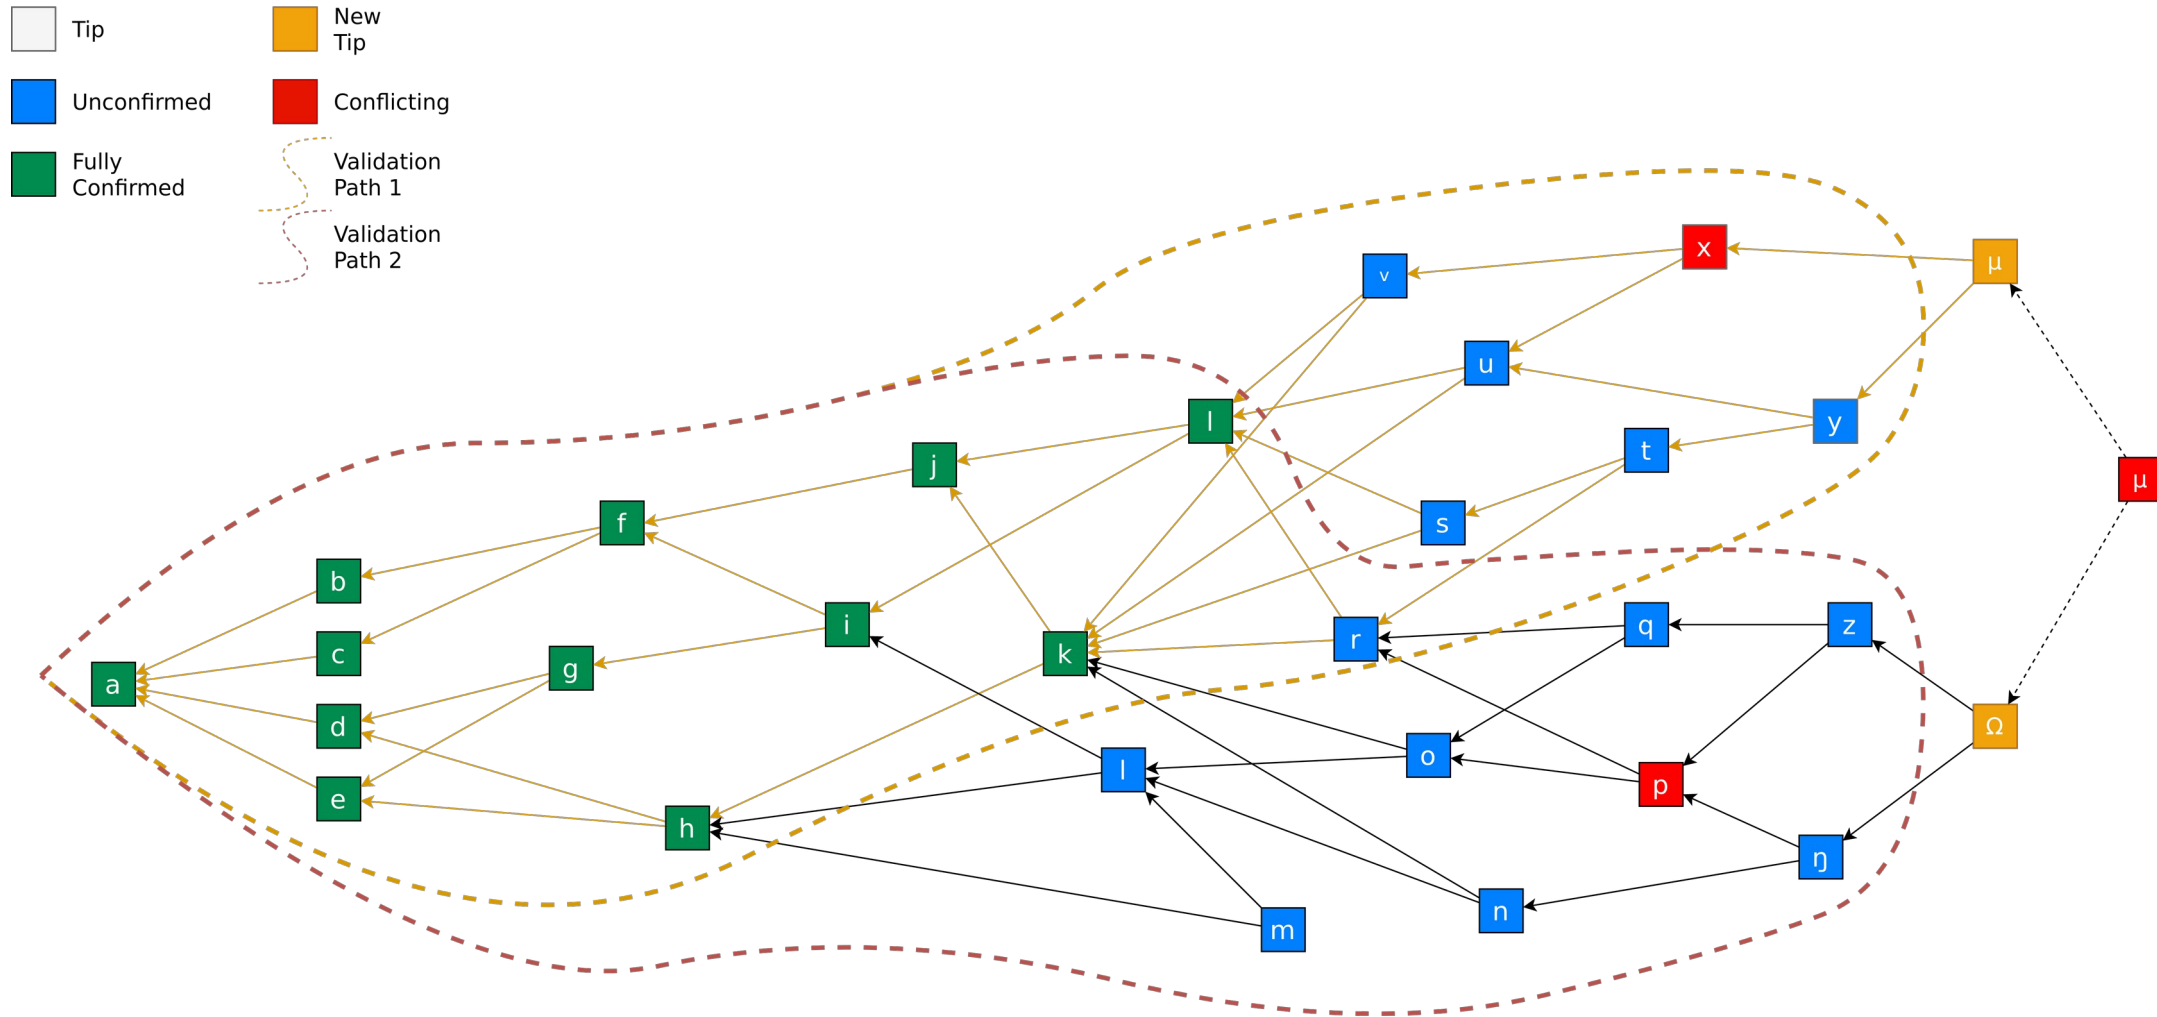 Tip
New
Tip
Unconfirmed
Conflicting
Fully
Confirmed
Validation
Path 1
Validation
Path 2
x
μ
v
u
l
y
j
t
μ
f
s
b
i
q
z
c
k
r
g
a
d
Ω
o
l
p
e
h
ŋ
n
m